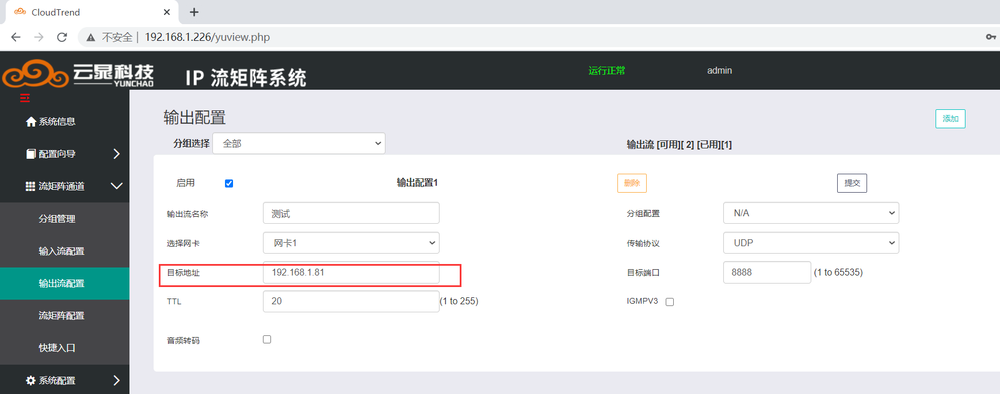 CloudTrend
不安全 | 192.168.1.226/yuview.php
云晁科技
YUNCHAO
IP 流矩阵系统
运行正常
admin
系统信息
配置向导
流矩阵通道
分组管理
输入流配置
输出流配置
流矩阵配置
快捷入口
系统配置
输出配置
添加
分组选择 全部
输出流 [可用][ 2] [已用][1]
启用 输出配置1 删除 提交
输出流名称 测试 分组配置 N/A
选择网卡 网卡1 传输协议 UDP
目标地址 192.168.1.81 目标端口 8888 (1 to 65535)
TTL 20 (1 to 255) IGMPV3
音频转码